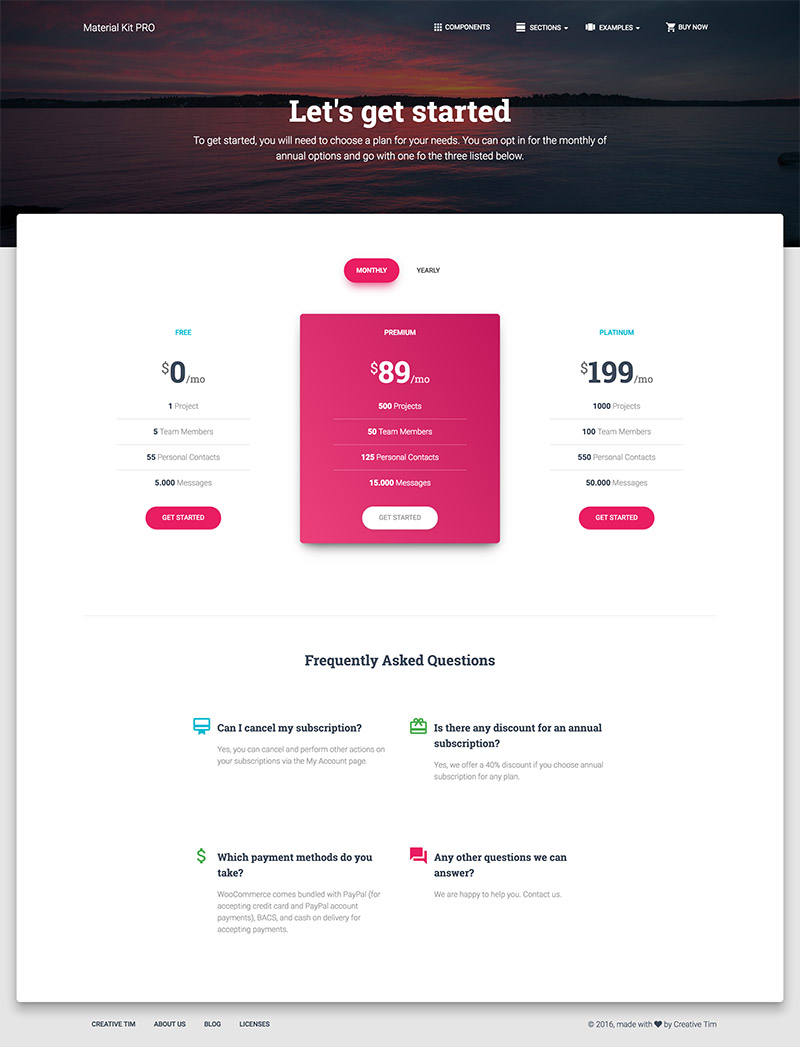 Material Kit PRO
COMPONENTS
SECTIONS
EXAMPLES
BUY NOW
Let's get started
To get started, you will need to choose a plan for your needs. You can opt in for the monthly of
annual options and go with one fo the three listed below.
MONTHLY
YEARLY
FREE
$0/mo
1 Project
5 Team Members
55 Personal Contacts
5.000 Messages
GET STARTED
PREMIUM
$89/mo
500 Projects
50 Team Members
125 Personal Contacts
15.000 Messages
GET STARTED
PLATINUM
$199/mo
1000 Projects
100 Team Members
550 Personal Contacts
50.000 Messages
GET STARTED
Frequently Asked Questions
Can I cancel my subscription?
Yes, you can cancel and perform other actions on
your subscriptions via the My Account page.
Is there any discount for an annual
subscription?
Yes, we offer a 40% discount if you choose annual
subscription for any plan.
Which payment methods do you
take?
WooCommerce comes bundled with PayPal (for
accepting credit card and PayPal account
payments), BACS, and cash on delivery for
accepting payments.
Any other questions we can
answer?
We are happy to help you. Contact us.
CREATIVE TIM
ABOUT US
BLOG
LICENSES
© 2016, made with ♥ by Creative Tim